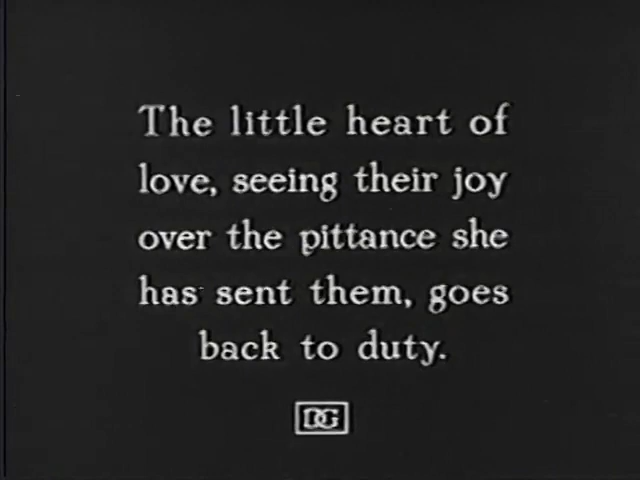 The little heart of
love, seeing their joy
over the pittance she
has sent them, goes
back to duty.
DG